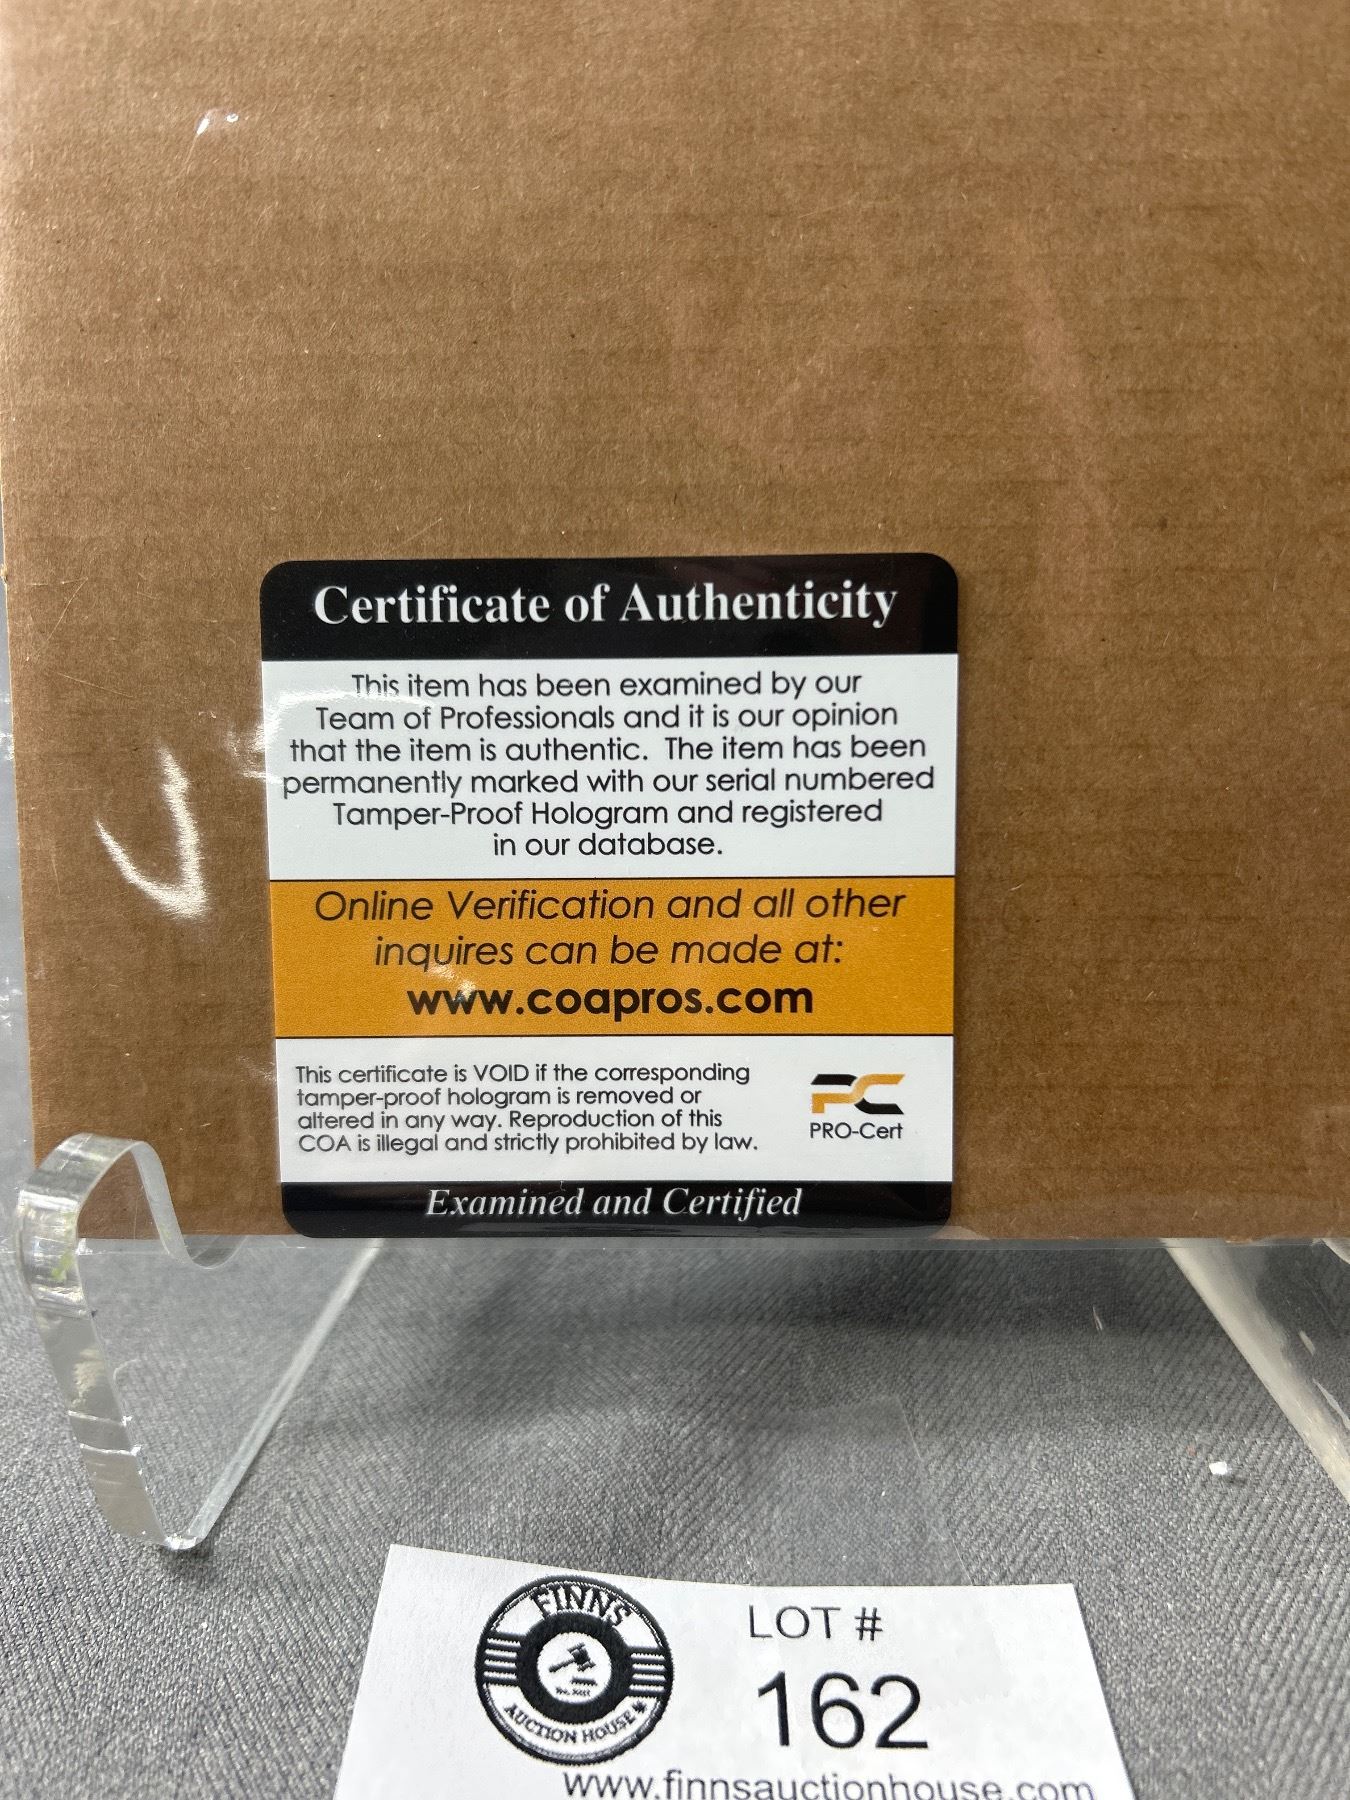 Certificate of Authenticity
This item has been examined by our
Team of Professionals and it is our opinion
that the item is authentic. The item has been
permanently marked with our serial numbered
Tamper-Proof Hologram and registered
in our database.
Online Verification and all other
inquires can be made at:
www.coapros.com
This certificate is VOID if the corresponding
tamper-proof hologram is removed or
altered in any way. Reproduction of this
COA is illegal and strictly prohibited by law.
PC
PRO-Cert
Examined and Certified
FINNS
AUCTION HOUSE
LOT #
162
www.finnsauctionhouse.com